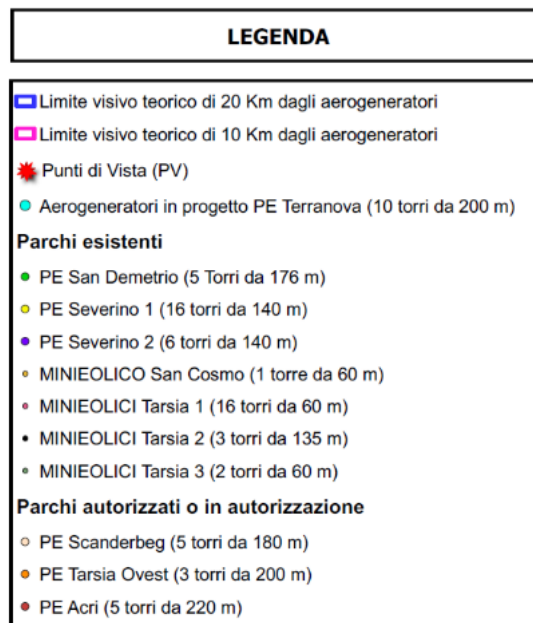 LEGENDA
Limite visivo teorico di 20 Km dagli aerogeneratori
Limite visivo teorico di 10 Km dagli aerogeneratori
Punti di Vista (PV)
Aerogeneratori in progetto PE Terranova (10 torri da 200 m)
Parchi esistenti
PE San Demetrio (5 Torri da 176 m)
PE Severino 1 (16 torri da 140 m)
PE Severino 2 (6 torri da 140 m)
MINIEOLICO San Cosmo (1 torre da 60 m)
MINIEOLICI Tarsia 1 (16 torri da 60 m)
MINIEOLICI Tarsia 2 (3 torri da 135 m)
MINIEOLICI Tarsia 3 (2 torri da 60 m)
Parchi autorizzati o in autorizzazione
PE Scanderbeg (5 torri da 180 m)
PE Tarsia Ovest (3 torri da 200 m)
PE Acri (5 torri da 220 m)